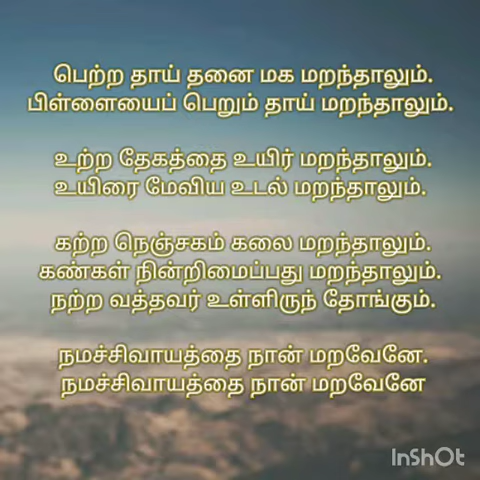 பெற்ற தாய் தனை மக மறந்தாலும்.
பிள்ளையைப் பெறும் தாய் மறந்தாலும்.
உற்ற தேகத்தை உயிர் மறந்தாலும்.
உயிரை மேவிய உடல் மறந்தாலும்.
கற்ற நெஞ்சகம் கலை மறந்தாலும்.
கண்கள் நின்றிமைப்பது மறந்தாலும்.
நற்ற வத்தவர் உள்ளிருந் தோங்கும்.
நமச்சிவாயத்தை நான் மறவேனே.
நமச்சிவாயத்தை நான் மறவேனே
InShOt